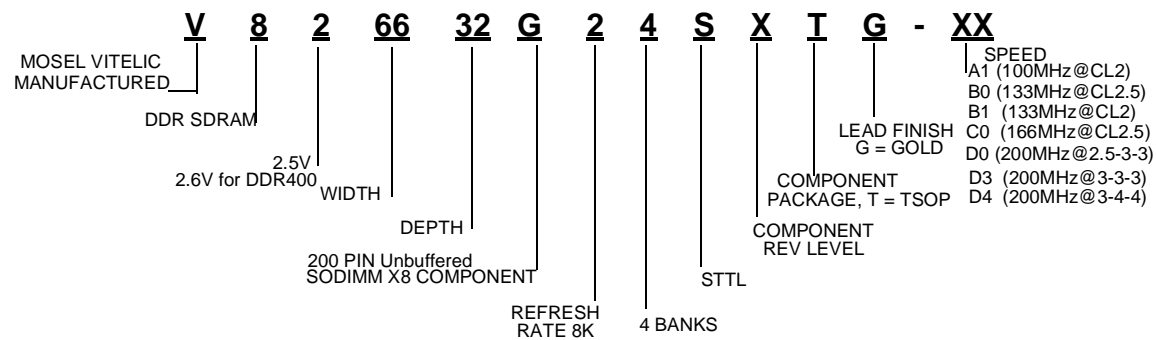 V 8 2 66 32 G 2 4 S X T G - XX
MOSEL VITELIC
MANUFACTURED
DDR SDRAM
2.5V
2.6V for DDR400
WIDTH
DEPTH
200 PIN Unbuffered
SODIMM X8 COMPONENT
REFRESH
RATE 8K
4 BANKS
STTL
COMPONENT
REV LEVEL
COMPONENT
PACKAGE, T = TSOP
LEAD FINISH
G = GOLD
SPEED
A1 (100MHz@CL2)
B0 (133MHz@CL2.5)
B1 (133MHz@CL2)
C0 (166MHz@CL2.5)
D0 (200MHz@2.5-3-3)
D3 (200MHz@3-3-3)
D4 (200MHz@3-4-4)